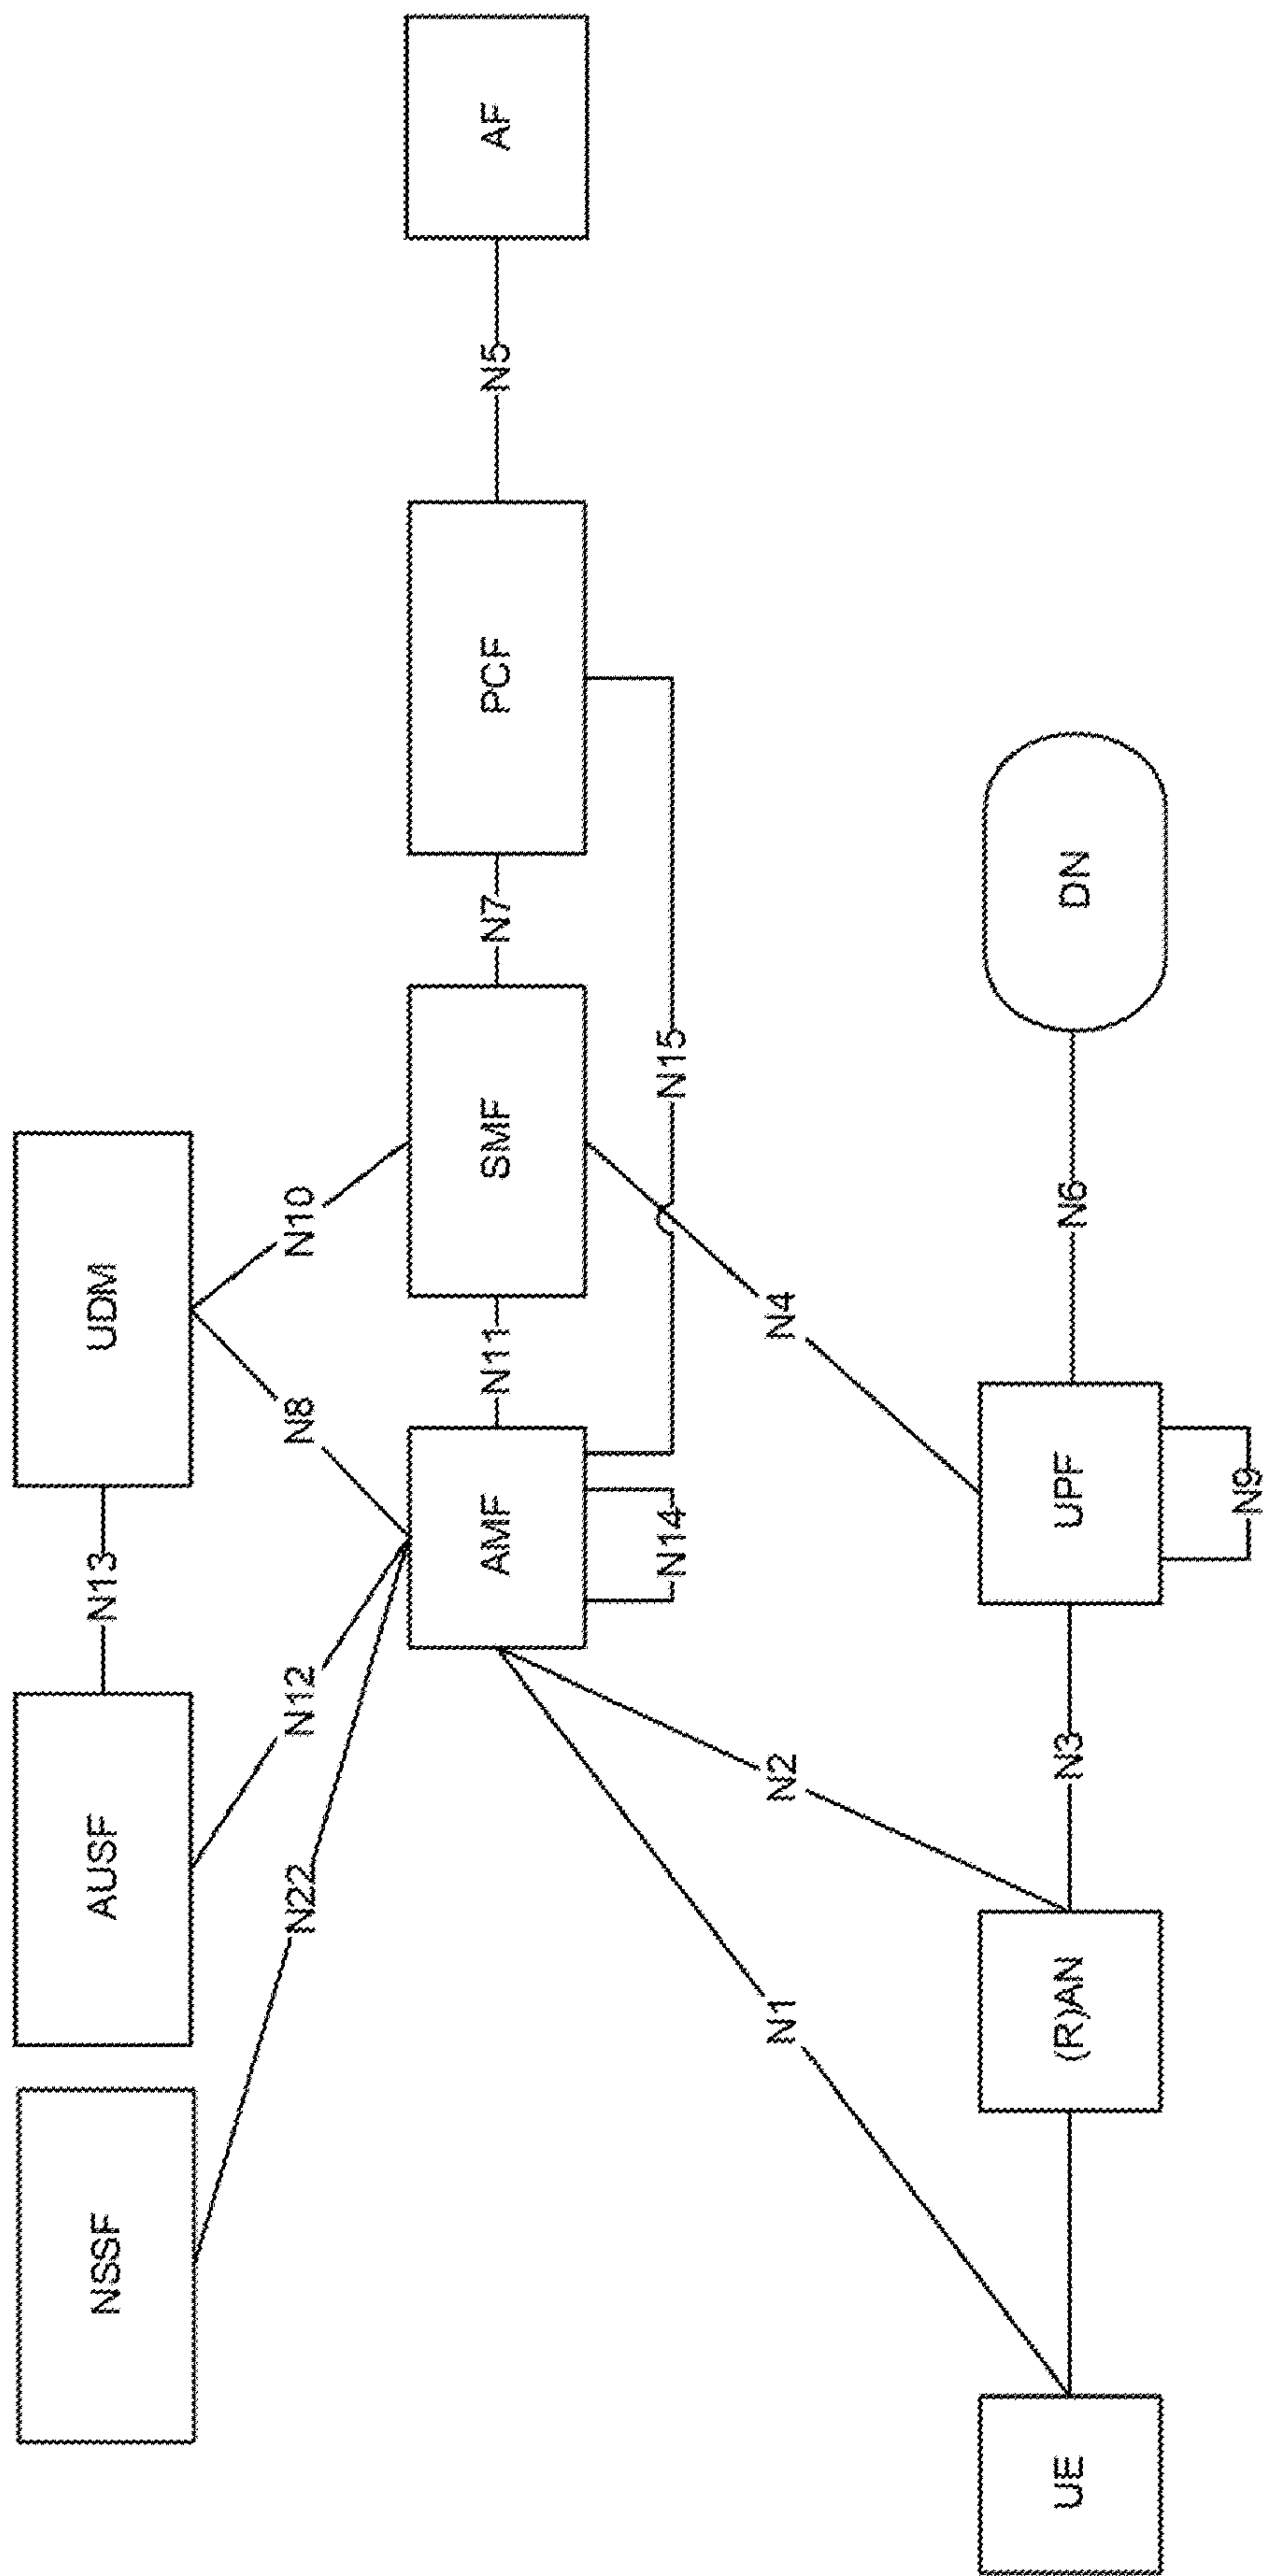 NSSF
AUSF
N13
UDM
N22
N12
N8
N10
AMF
N11
SMF
N7
PCF
N5
AF
N14
N15
N1
N2
N4
UE
(R)AN
N3
UPF
N6
DN
N9